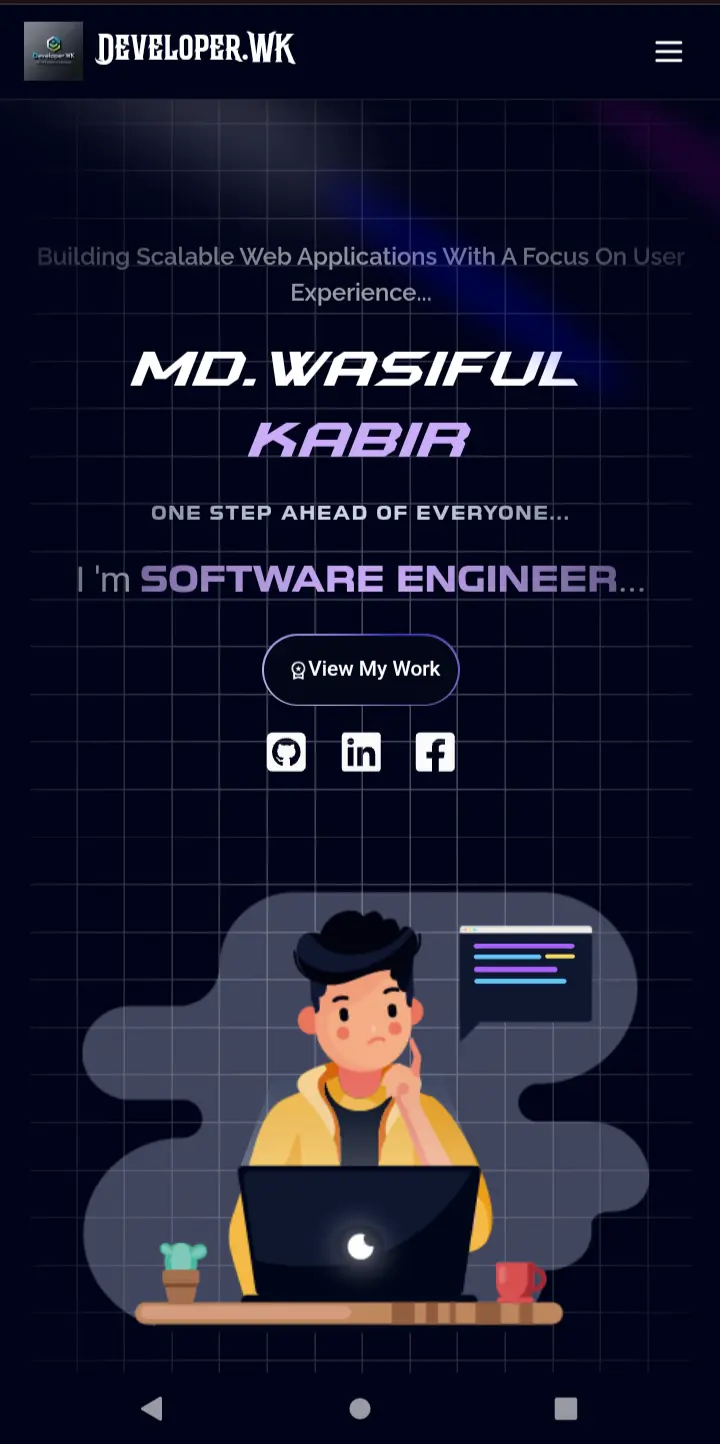 Developer.WK
DEVELOPER.WK
Building Scalable Web Applications With A Focus On User
Experience...
MD.WASIFUL
KABIR
ONE STEP AHEAD OF EVERYONE...
I 'm SOFTWARE ENGINEER...
View My Work
in
f